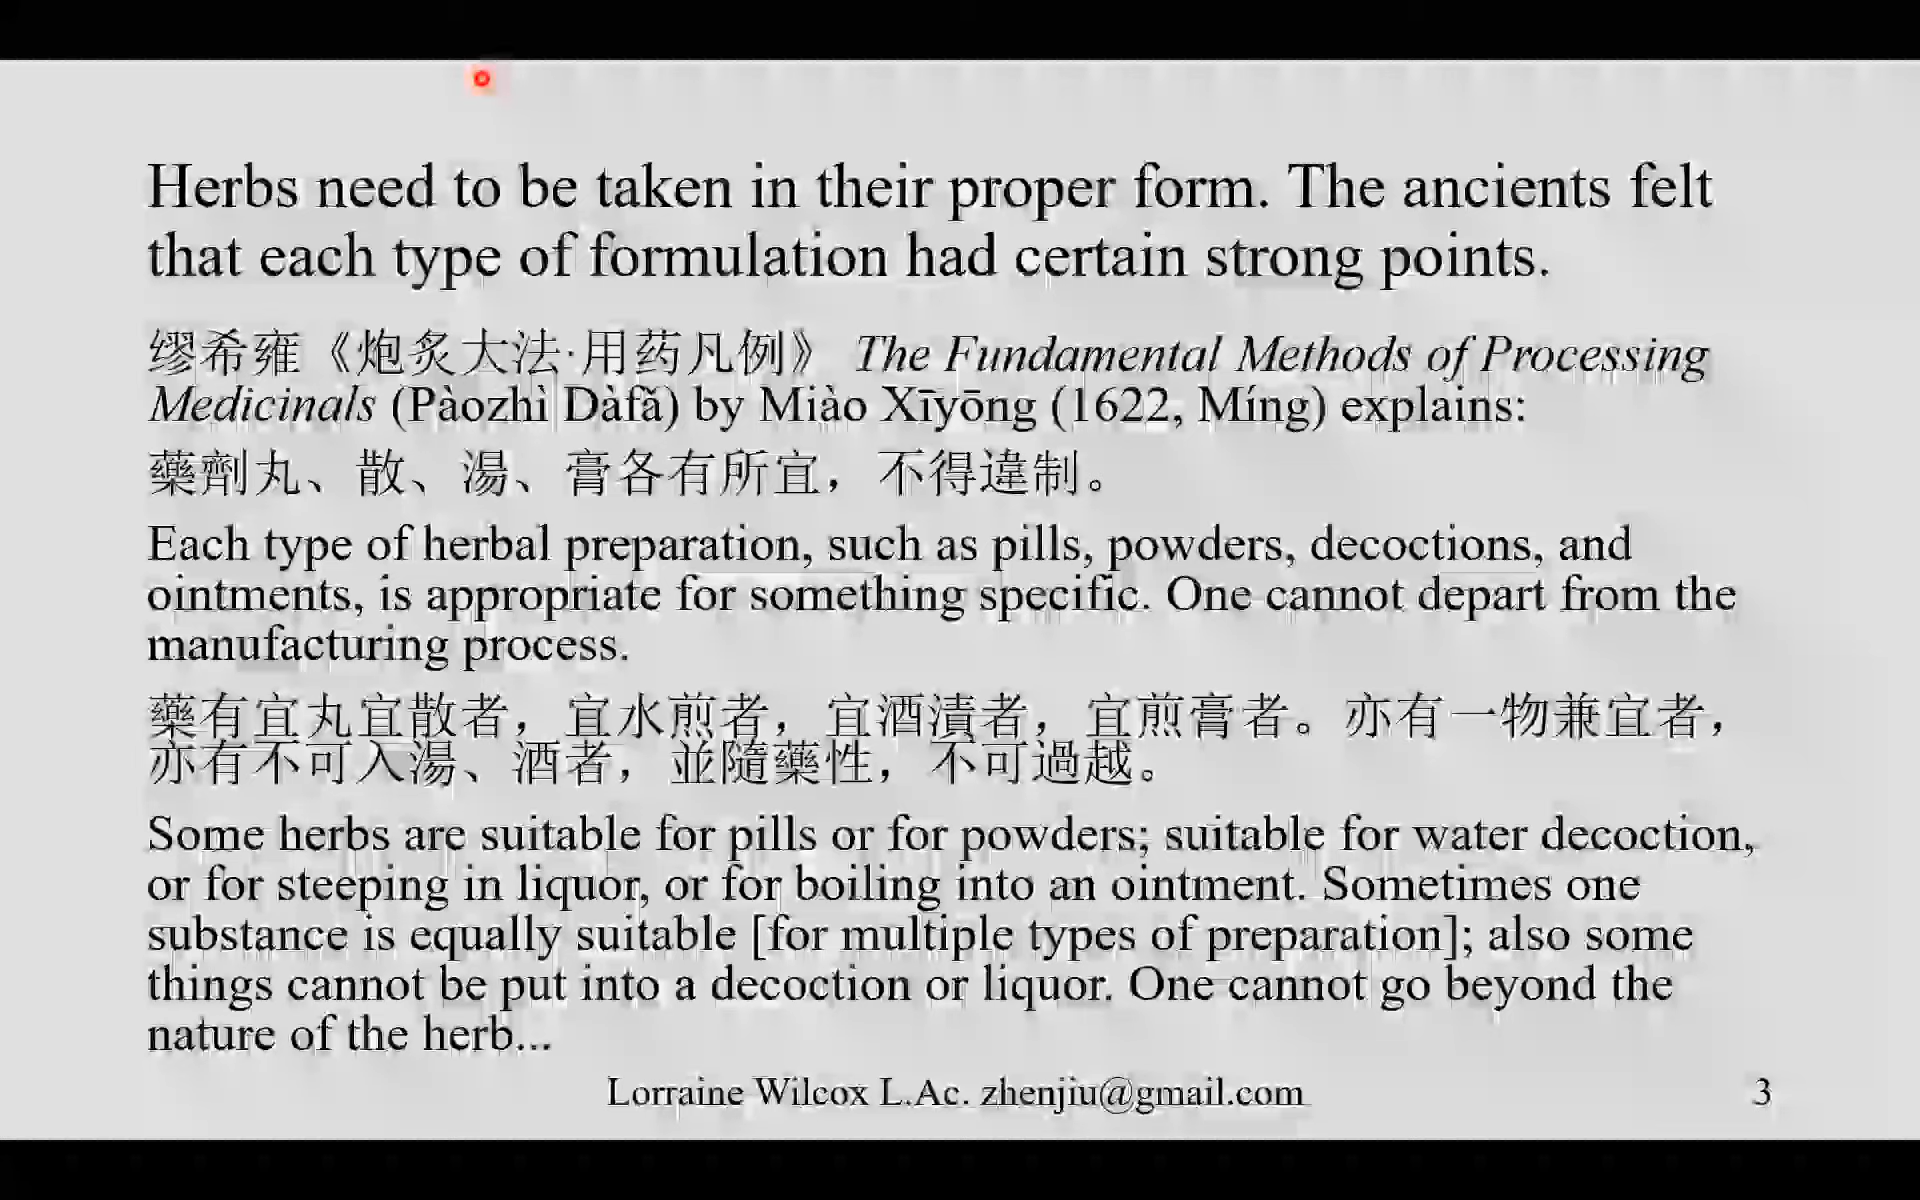 Herbs need to be taken in their proper form. The ancients felt
that each type of formulation had certain strong points.
缪希雍《炮炙大法·用药凡例》 The Fundamental Methods of Processing
Medicinals (Pàozhì Dàfǎ) by Miào Xīyōng (1622, Míng) explains:
藥劑丸、散、湯、膏各有所宜，不得違制。
Each type of herbal preparation, such as pills, powders, decoctions, and
ointments, is appropriate for something specific. One cannot depart from the
manufacturing process.
藥有宜丸宜散者，宜水煎者，宜酒漬者，宜煎膏者。亦有一物兼宜者，
亦有不可入湯、酒者，並隨藥性，不可過越。
Some herbs are suitable for pills or for powders; suitable for water decoction,
or for steeping in liquor, or for boiling into an ointment. Sometimes one
substance is equally suitable [for multiple types of preparation]; also some
things cannot be put into a decoction or liquor. One cannot go beyond the
nature of the herb...
Lorraine Wilcox L.Ac. zhenjiu@gmail.com 3